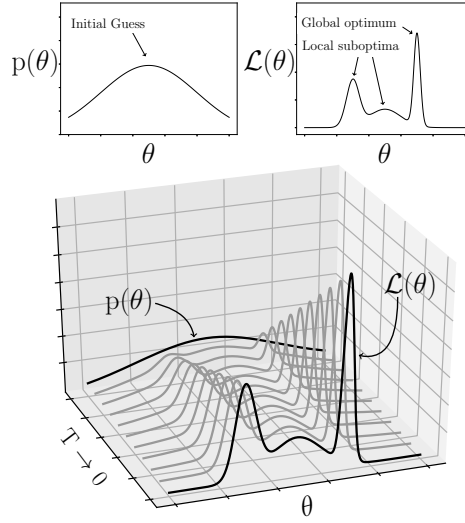 Initial Guess
p(θ)
θ
Global optimum
Local suboptima
𝓛(θ)
θ
p(θ)
𝓛(θ)
T → 0
θ